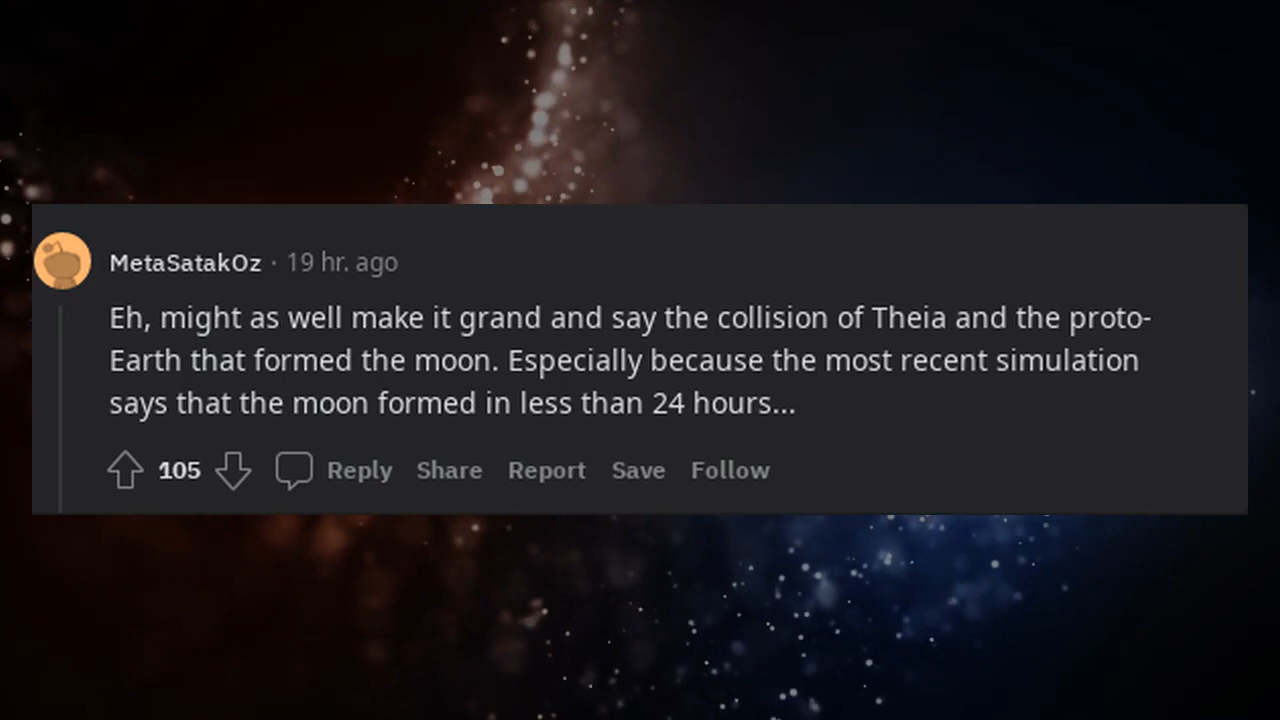 MetaSatakOz · 19 hr. ago
Eh, might as well make it grand and say the collision of Theia and the proto-
Earth that formed the moon. Especially because the most recent simulation
says that the moon formed in less than 24 hours...
105 Reply Share Report Save Follow